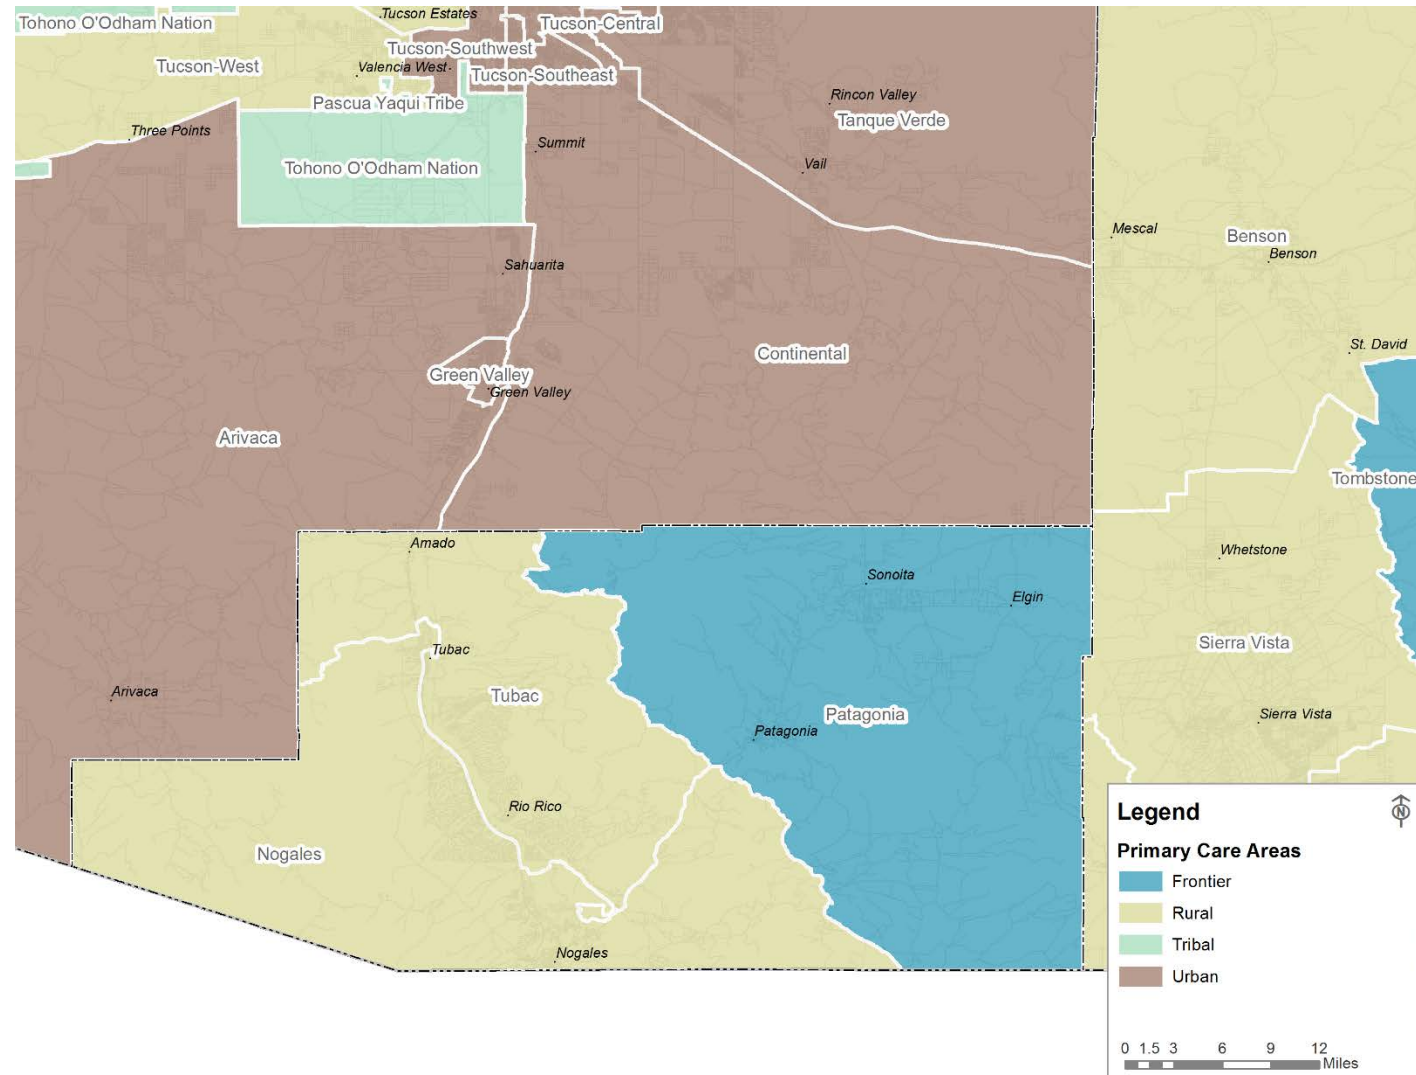 Tohono O'Odham Nation
Tucson Estates
Tucson-Central
Tucson-Southwest
Tucson-West
Valencia West
Tucson-Southeast
Pascua Yaqui Tribe
Rincon Valley
Tanque Verde
Three Points
Summit
Tohono O'Odham Nation
Vail
Mescal
Benson
Benson
Sahuarita
St. David
Continental
Green Valley
Green Valley
Arivaca
Tombstone
Amado
Whetstone
Sonoita
Elgin
Tubac
Sierra Vista
Arivaca
Tubac
Patagonia
Sierra Vista
Patagonia
Rio Rico
Nogales
Nogales
Legend
N
Primary Care Areas
Frontier
Rural
Tribal
Urban
0 1.5 3 6 9 12
Miles